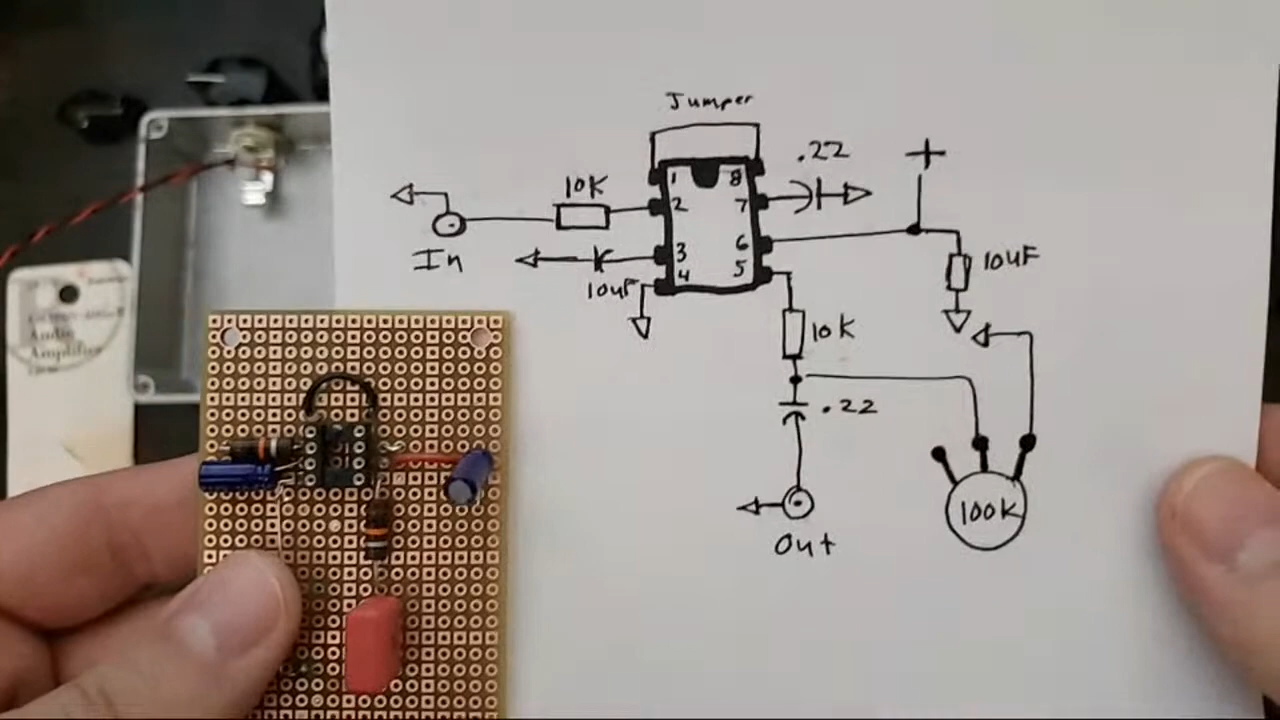 Jumper
.22
+
10K
1 8
2 7
3 6
4 5
In
10uF
10uF
10K
.22
100K
Out
Audio
Amplifier